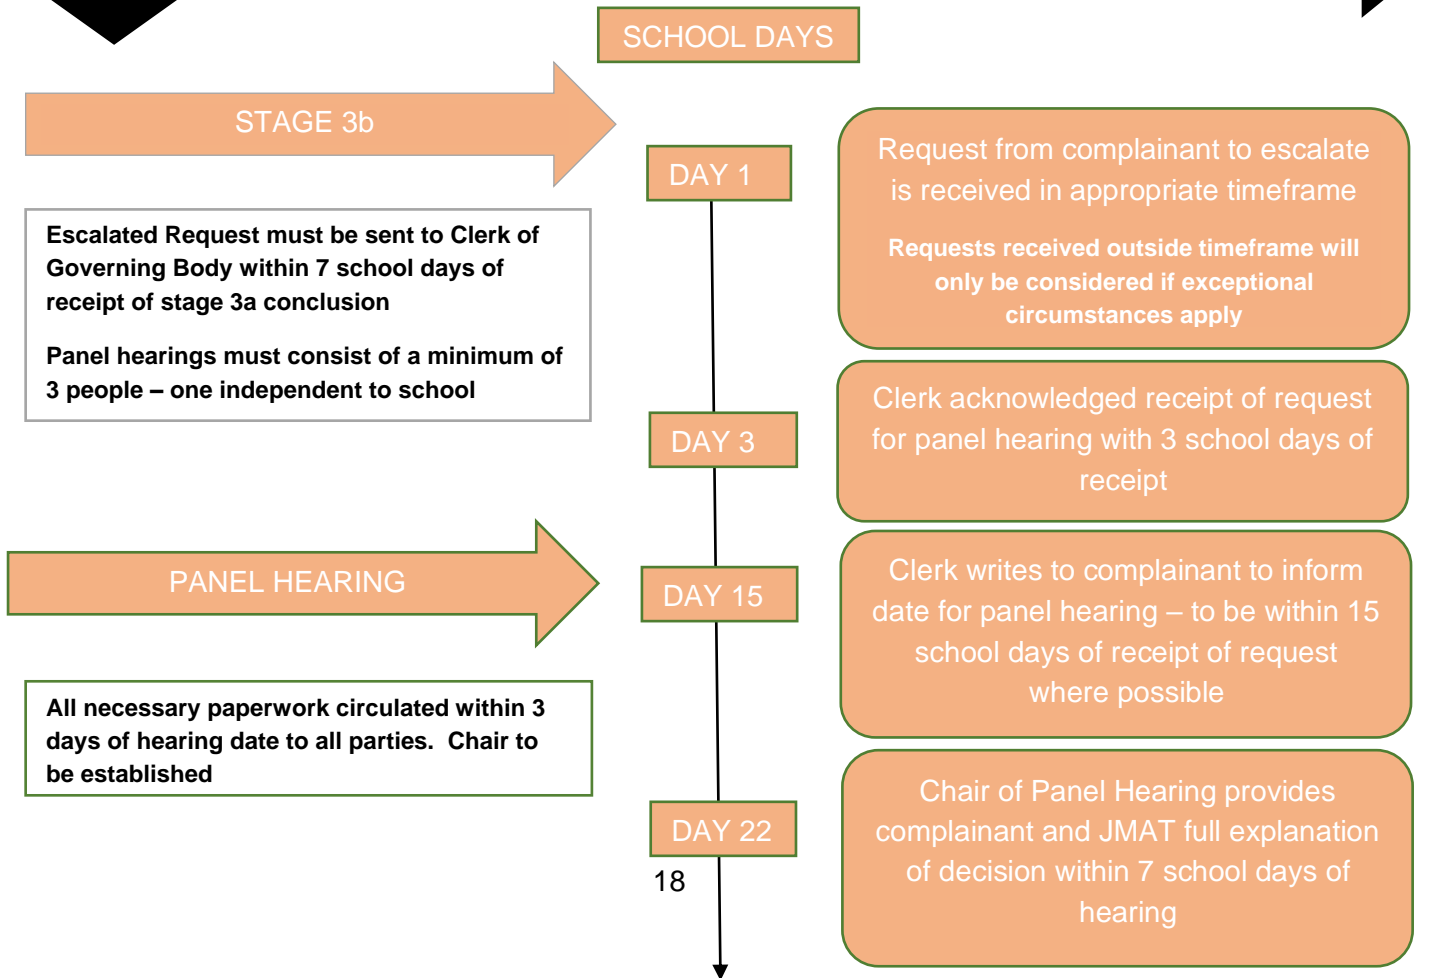 SCHOOL DAYS
STAGE 3b
DAY 1
Request from complainant to escalate
is received in appropriate timeframe
Requests received outside timeframe will
only be considered if exceptional
circumstances apply
Escalated Request must be sent to Clerk of
Governing Body within 7 school days of
receipt of stage 3a conclusion
Panel hearings must consist of a minimum of
3 people – one independent to school
DAY 3
Clerk acknowledged receipt of request
for panel hearing with 3 school days of
receipt
PANEL HEARING
DAY 15
Clerk writes to complainant to inform
date for panel hearing – to be within 15
school days of receipt of request
where possible
All necessary paperwork circulated within 3
days of hearing date to all parties.  Chair to
be established
DAY 22
Chair of Panel Hearing provides
complainant and JMAT full explanation
of decision within 7 school days of
hearing
18